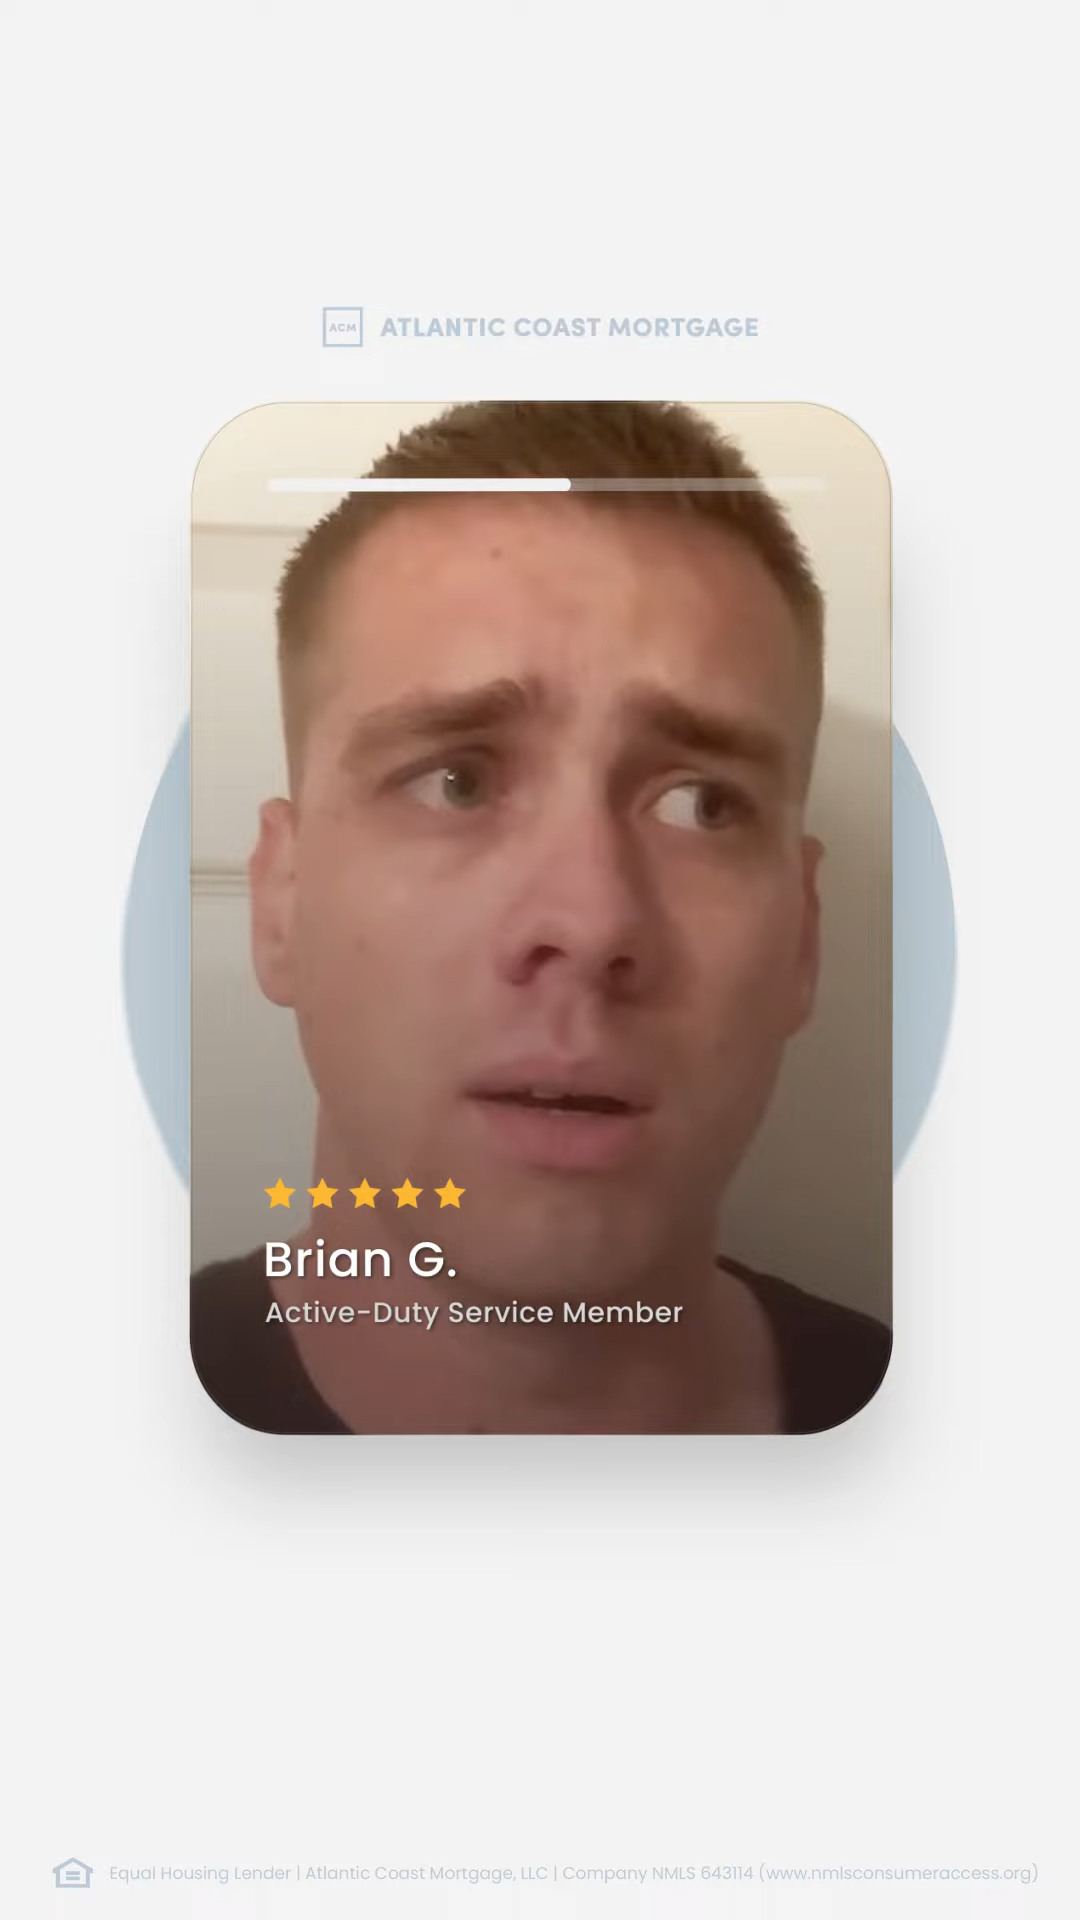 ACM
ATLANTIC COAST MORTGAGE
Brian G.
Active-Duty Service Member
Equal Housing Lender | Atlantic Coast Mortgage, LLC | Company NMLS 643114 (www.nmlsconsumeraccess.org)